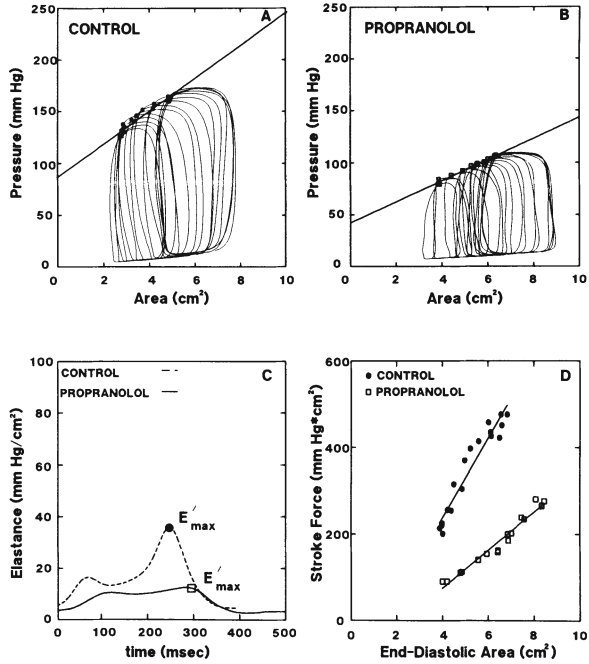 A
CONTROL
250
200
150
100
50
0
Pressure (mm Hg)
0 2 4 6 8 10
Area (cm²)
B
PROPRANOLOL
250
200
150
100
50
0
Pressure (mm Hg)
0 2 4 6 8 10
Area (cm²)
C
CONTROL
PROPRANOLOL
100
80
60
40
20
0
Elastance (mm Hg/cm²)
E′max
E′max
0 100 200 300 400 500
time (msec)
D
CONTROL
PROPRANOLOL
600
400
200
0
Stroke Force (mm Hg*cm²)
0 2 4 6 8 10
End-Diastolic Area (cm²)